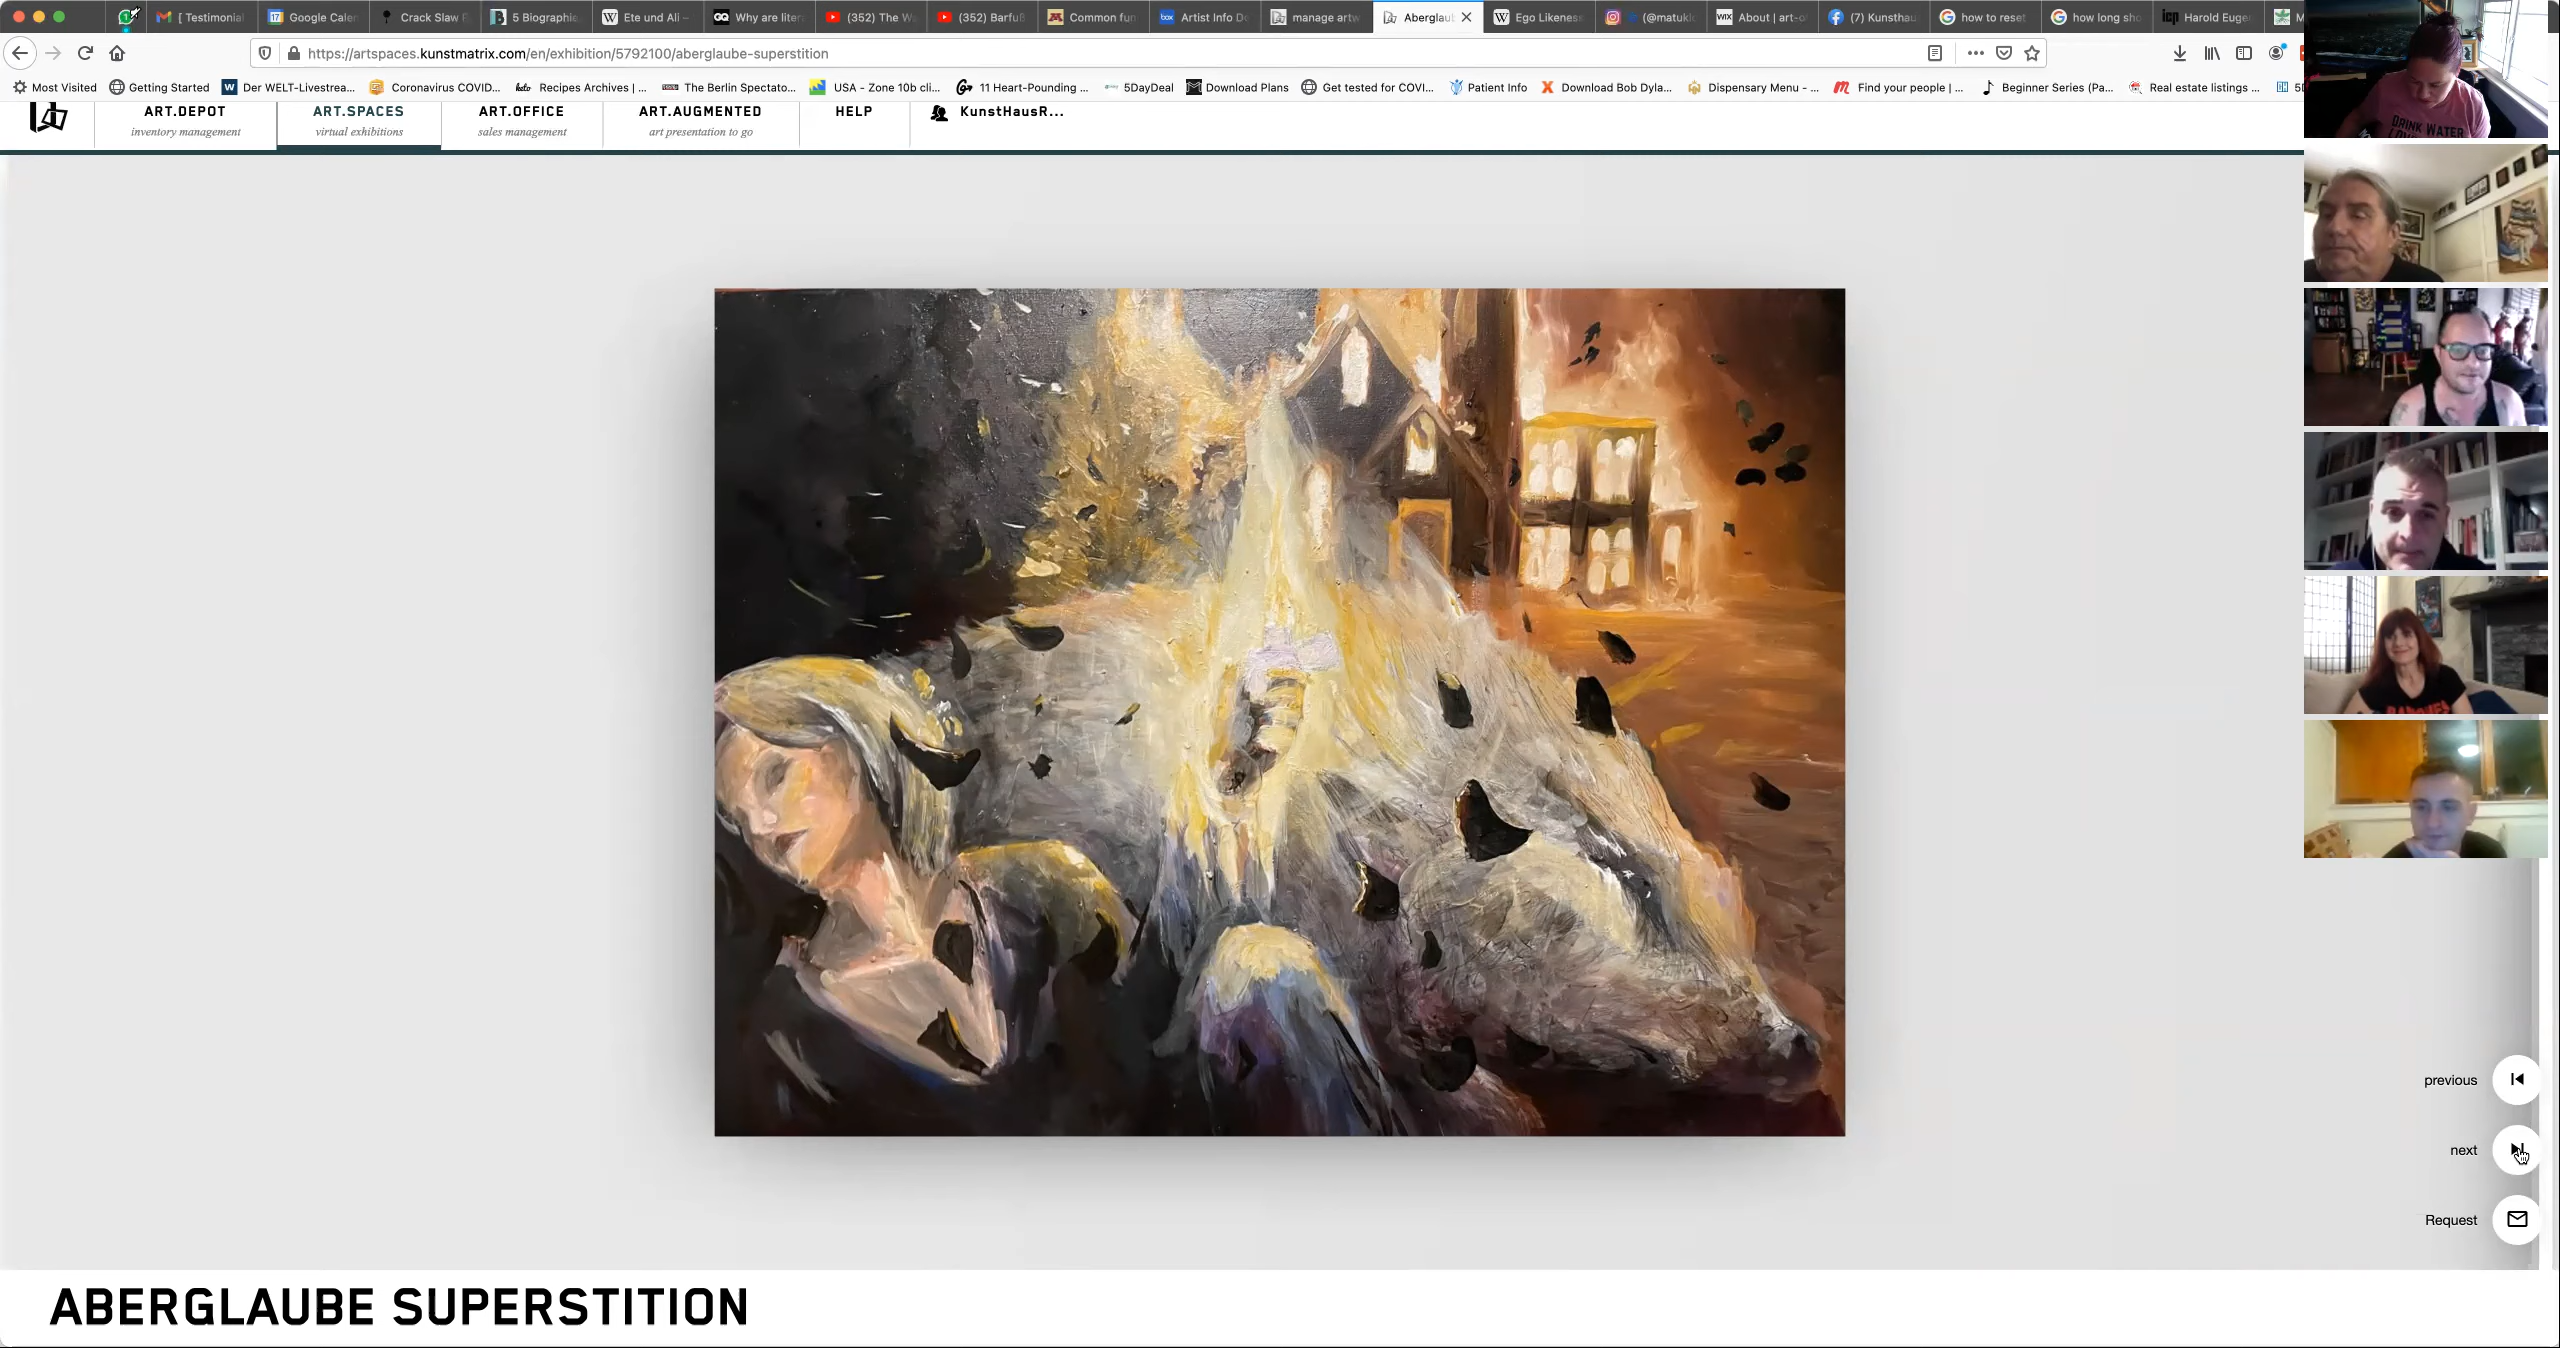 [ Testimonial
Google Calen
Crack Slaw
5 Biographie
Ete und Ali –
Why are liter
(352) The W
(352) Barfuß
Common fun
Artist Info D
manage artw
Aberglau
Ego Likeness
(@matuk
About | art-o
(7) Kunsthau
how to reset
how long sho
Harold Euge
https://artspaces.kunstmatrix.com/en/exhibition/5792100/aberglaube-superstition
Most Visited
Getting Started
Der WELT-Livestrea...
Coronavirus COVID...
Recipes Archives | ...
The Berlin Spectato...
USA - Zone 10b cli...
11 Heart-Pounding ...
5DayDeal
Download Plans
Get tested for COVI...
Patient Info
Download Bob Dyla...
Dispensary Menu - ...
Find your people | ...
Beginner Series (Pa...
Real estate listings ...
ART.DEPOT
inventory management
ART.SPACES
virtual exhibitions
ART.OFFICE
sales management
ART.AUGMENTED
art presentation to go
HELP
KunstHausR...
DRINK WATER
previous
next
Request
ABERGLAUBE SUPERSTITION